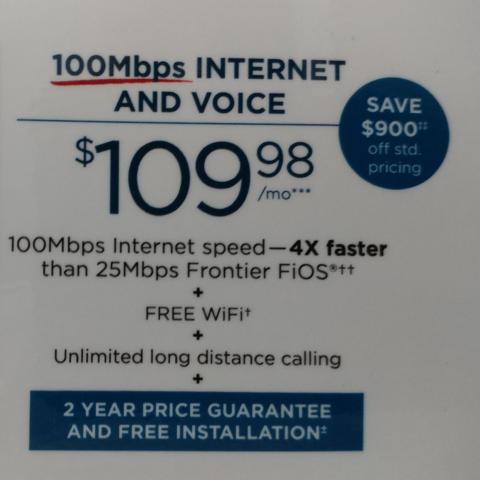 100Mbps INTERNET
AND VOICE
SAVE
$900‡‡
off std.
pricing
$109.98
/mo***
100Mbps Internet speed—4X faster
than 25Mbps Frontier FiOS®††
+
FREE WiFi†
+
Unlimited long distance calling
+
2 YEAR PRICE GUARANTEE
AND FREE INSTALLATION±